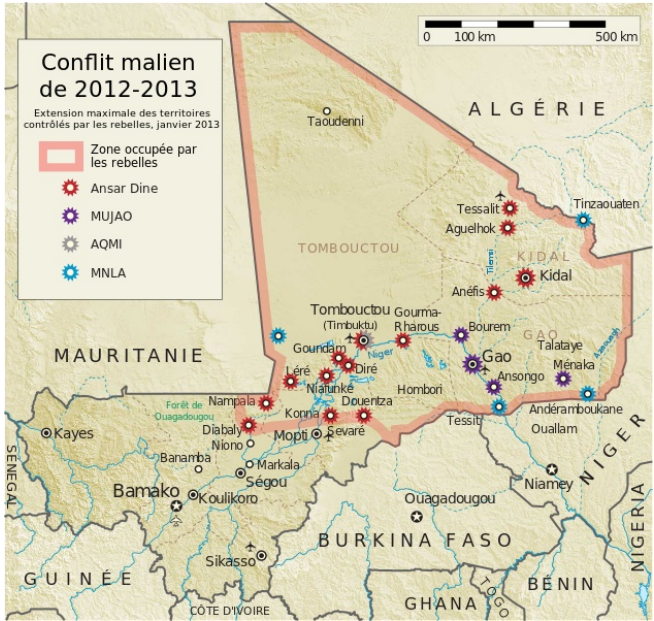 Conflit malien
de 2012-2013
Extension maximale des territoires
contrôlés par les rebelles, janvier 2013
Zone occupée par
les rebelles
Ansar Dine
MUJAO
AQMI
MNLA
0 100 km 500 km
ALGÉRIE
Taoudenni
Tessalit
Tinzaouaten
Aguelhok
TOMBOUCTOU
KIDAL
Tilemsi
Kidal
Anéfis
Tombouctou
(Timbuktu)
Gourma-
Rharous
Bourem
GAO
Talataye
Azaouagh
MAURITANIE
Goundam
Niger
Diré
Gao
Ménaka
Léré
Niafunké
Ansongo
Hombori
Nampala
Forêt de
Ouagadougou
Konna
Douentza
Tessit
Andéramboukane
Kayes
Diabaly
Mopti
Sevaré
Ouallam
Niono
Banamba
Markala
Ségou
SENEGAL
NIGER
Bamako
Koulikoro
Niamey
Ouagadougou
NIGERIA
BURKINA FASO
Sikasso
GUINÉE
BÉNIN
CÔTE D'IVOIRE
GHANA
TOGO